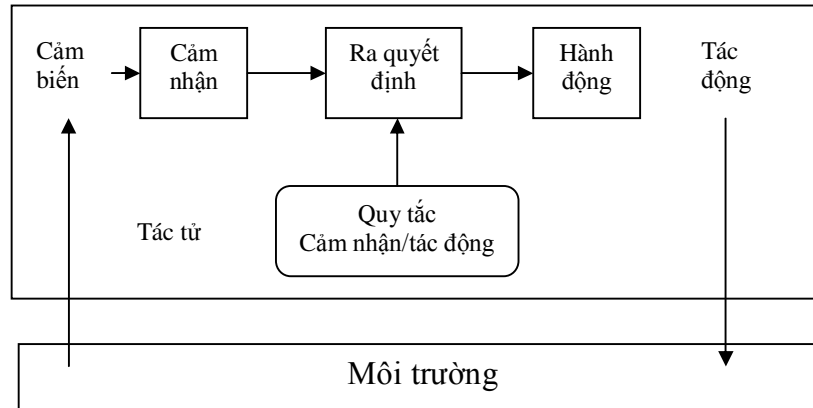 Cảm
biến
Cảm
nhận
Ra quyết
định
Hành
động
Tác
động
Tác tử
Quy tắc
Cảm nhận/tác động
Môi trường